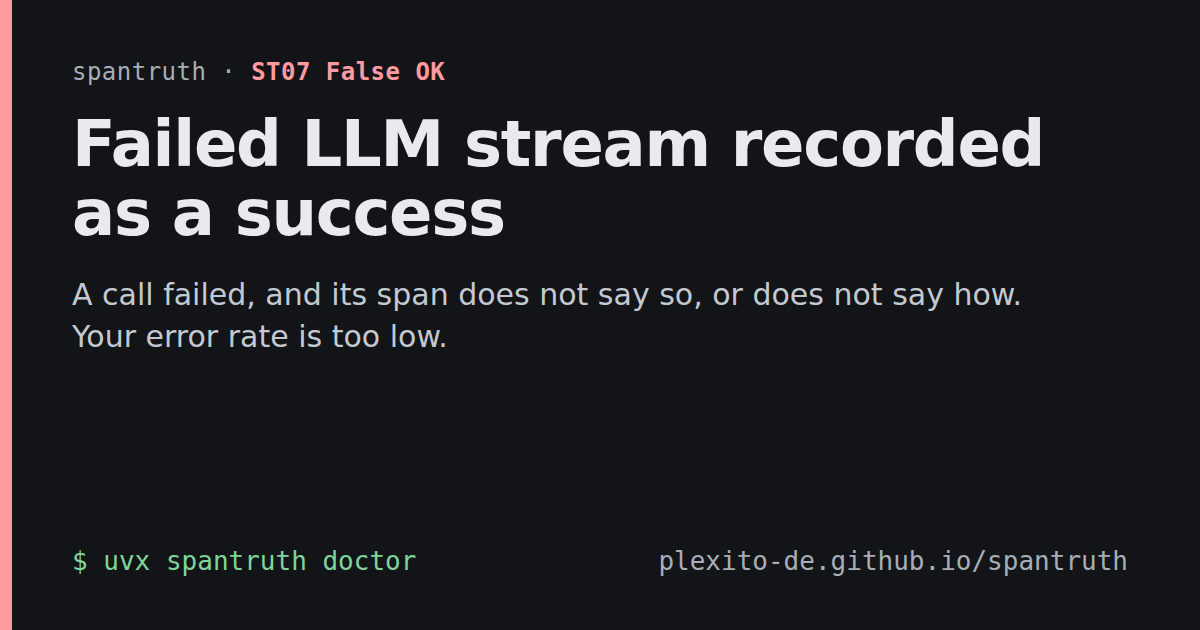 spantruth · ST07 False OK
Failed LLM stream recorded
as a success
A call failed, and its span does not say so, or does not say how.
Your error rate is too low.
$ uvx spantruth doctor
plexito-de.github.io/spantruth